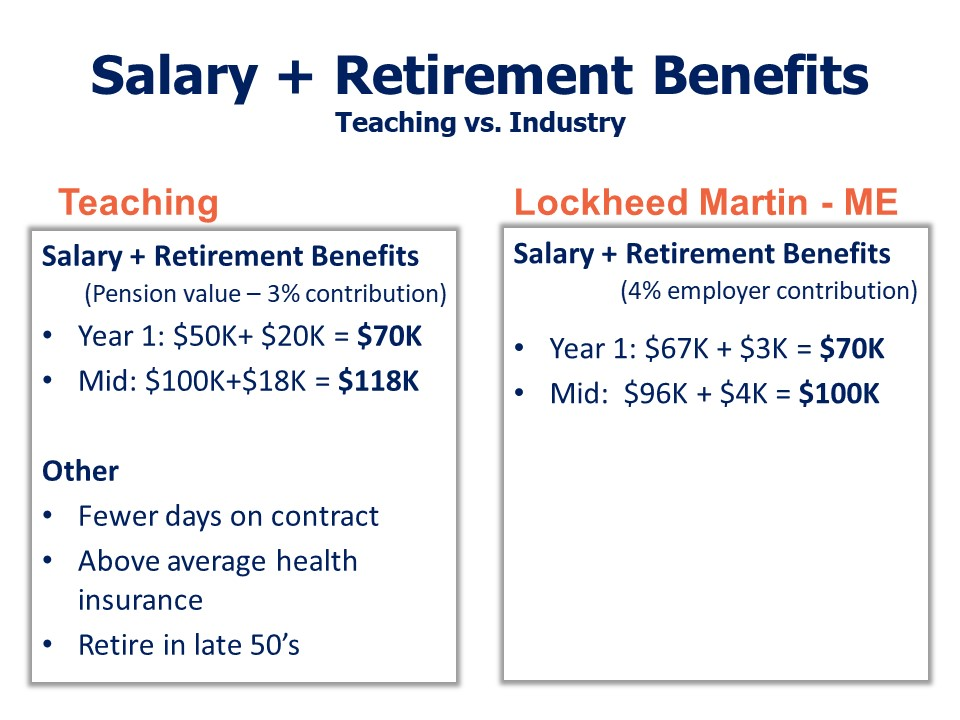 Salary + Retirement Benefits
Teaching vs. Industry
Teaching
Salary + Retirement Benefits
(Pension value – 3% contribution)
• Year 1: $50K+ $20K = $70K
• Mid: $100K+$18K = $118K
Other
• Fewer days on contract
• Above average health
insurance
• Retire in late 50’s
Lockheed Martin - ME
Salary + Retirement Benefits
(4% employer contribution)
• Year 1: $67K + $3K = $70K
• Mid:  $96K + $4K = $100K